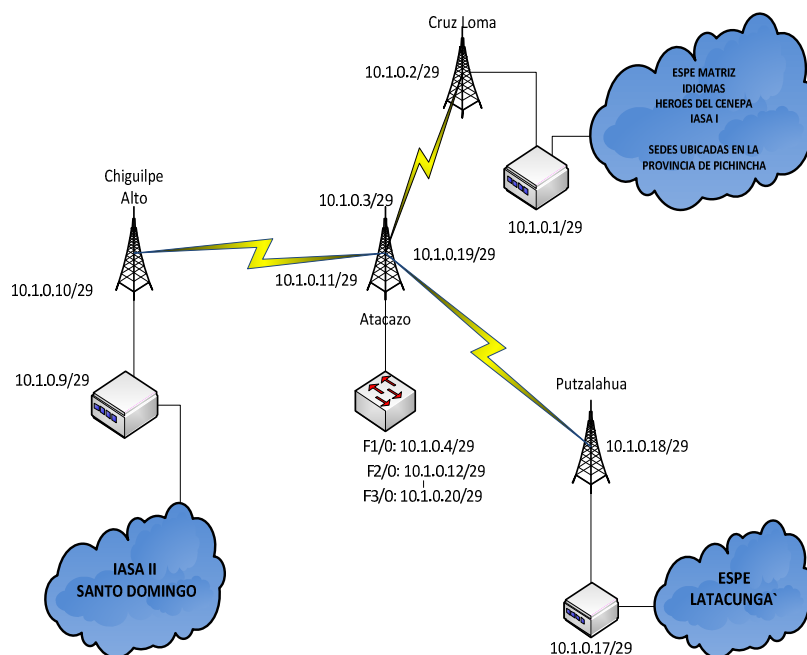 Cruz Loma
10.1.0.2/29
ESPE MATRIZ
IDIOMAS
HEROES DEL CENEPA
IASA I
SEDES UBICADAS EN LA
PROVINCIA DE PICHINCHA
10.1.0.1/29
Chiguilpe
Alto
10.1.0.3/29
10.1.0.19/29
10.1.0.11/29
10.1.0.10/29
Atacazo
10.1.0.9/29
Putzalahua
F1/0: 10.1.0.4/29
F2/0: 10.1.0.12/29
F3/0: 10.1.0.20/29
10.1.0.18/29
IASA II
SANTO DOMINGO
ESPE
LATACUNGA`
10.1.0.17/29